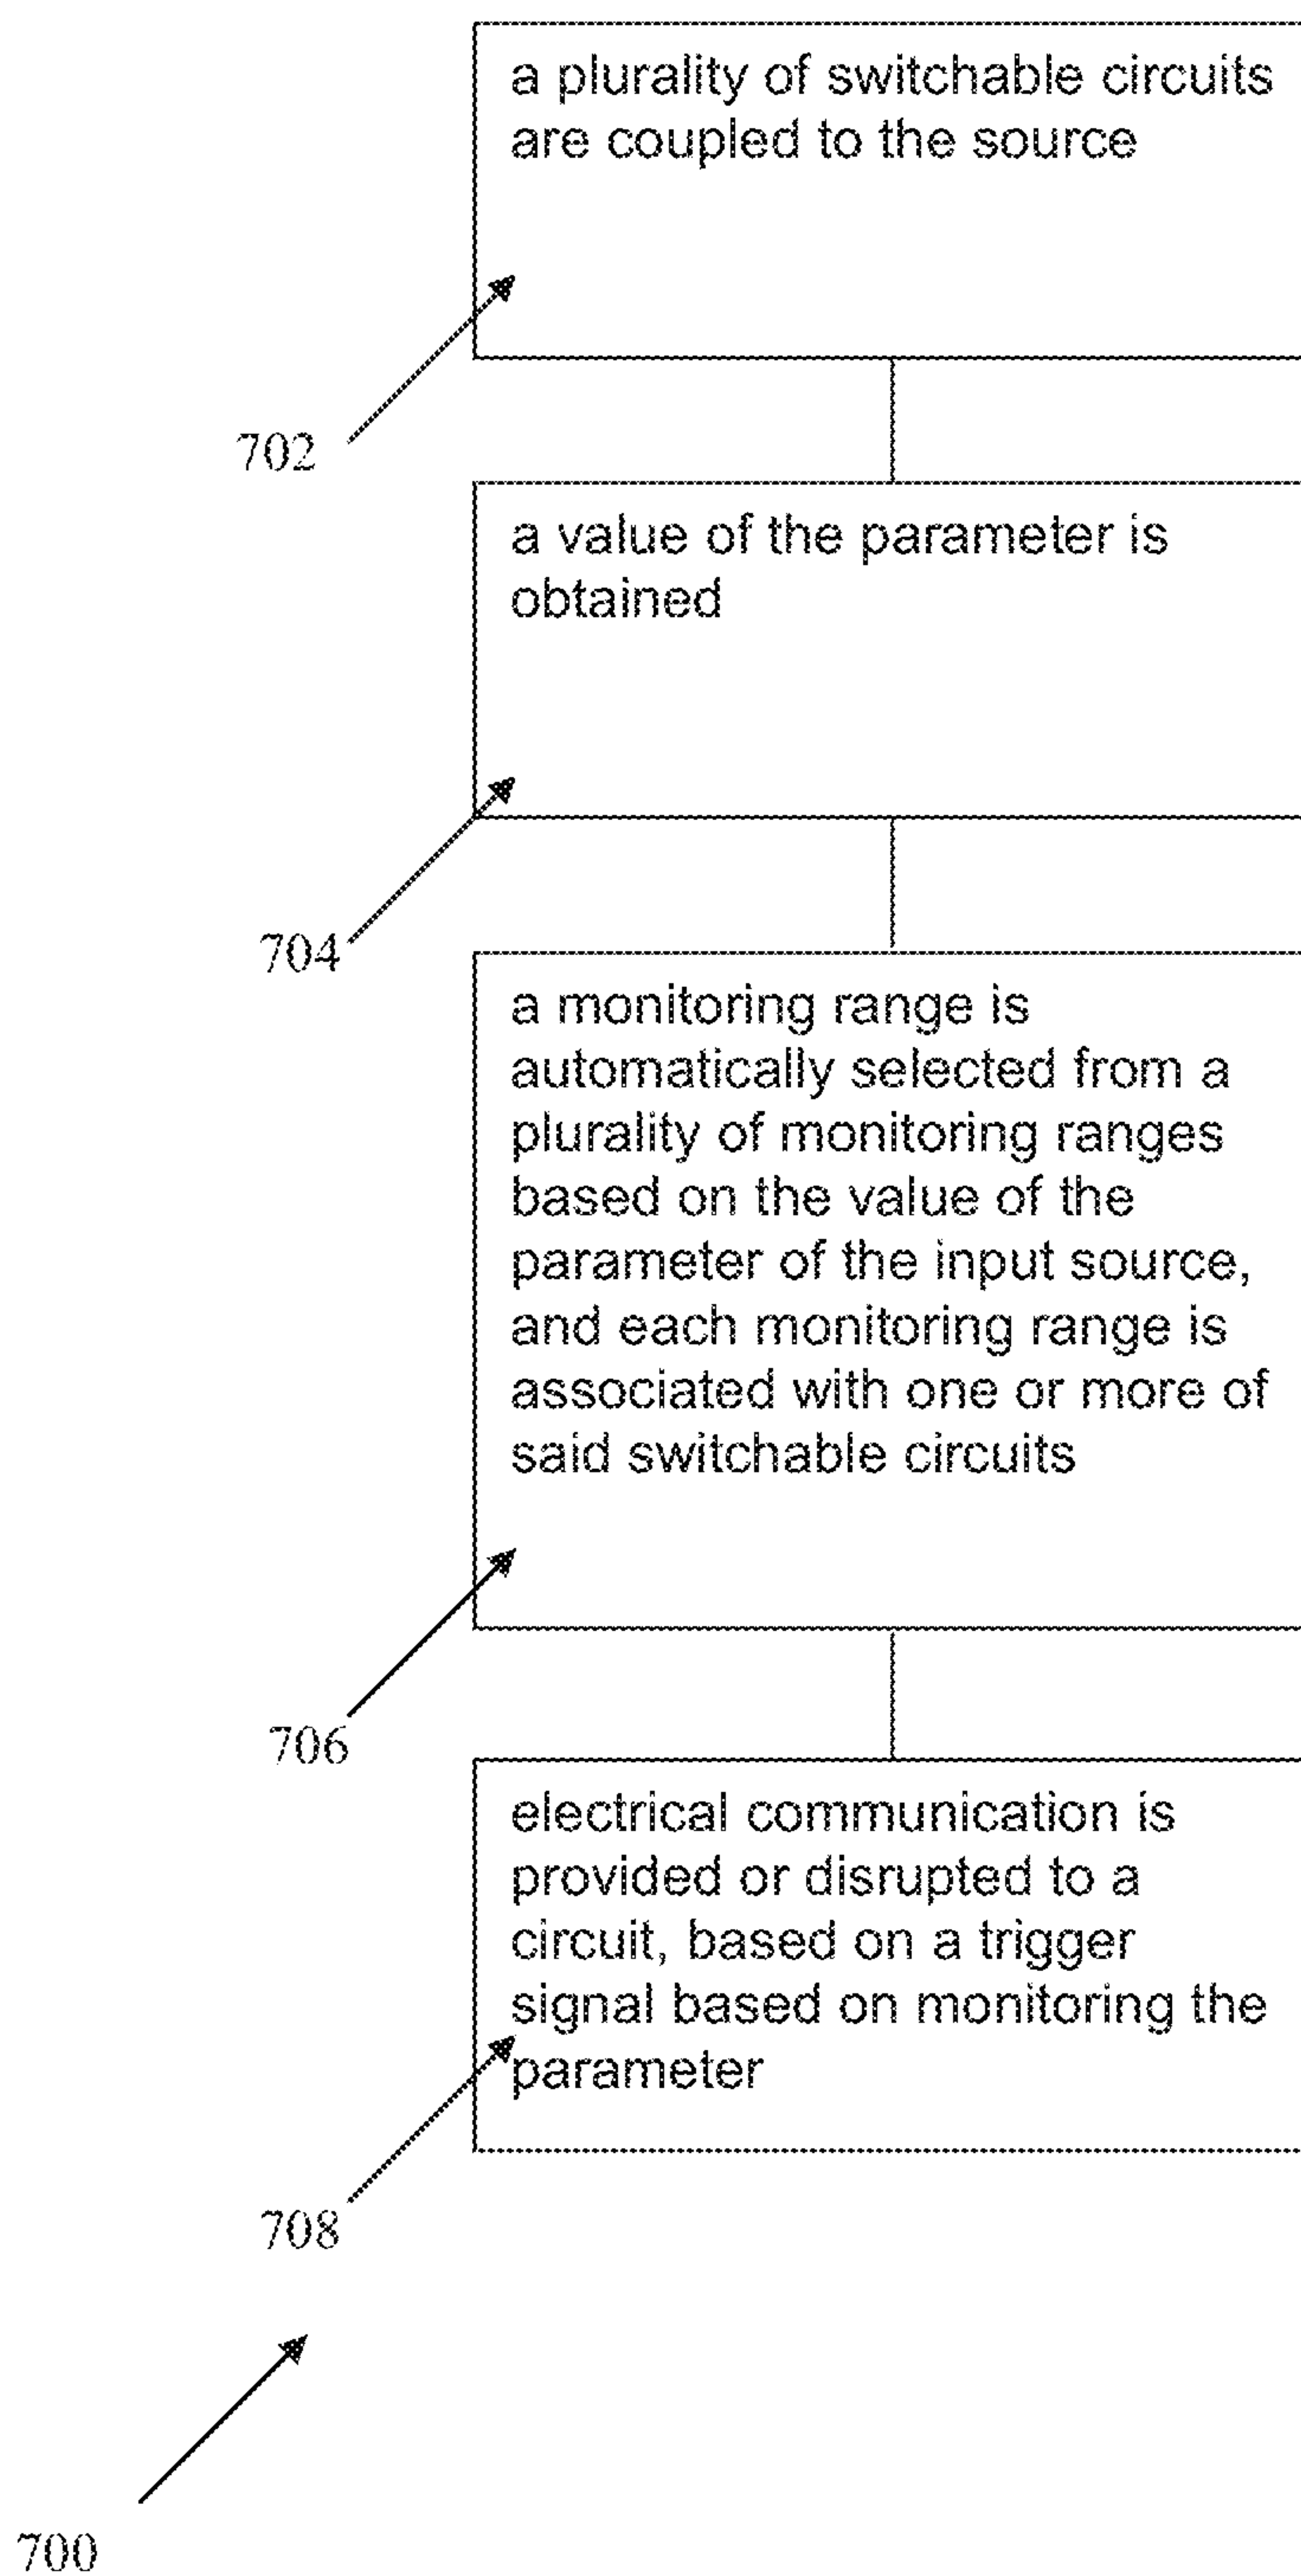 a plurality of switchable circuits
are coupled to the source
702
a value of the parameter is
obtained
704
a monitoring range is
automatically selected from a
plurality of monitoring ranges
based on the value of the
parameter of the input source,
and each monitoring range is
associated with one or more of
said switchable circuits
706
electrical communication is
provided or disrupted to a
circuit, based on a trigger
signal based on monitoring the
parameter
708
700